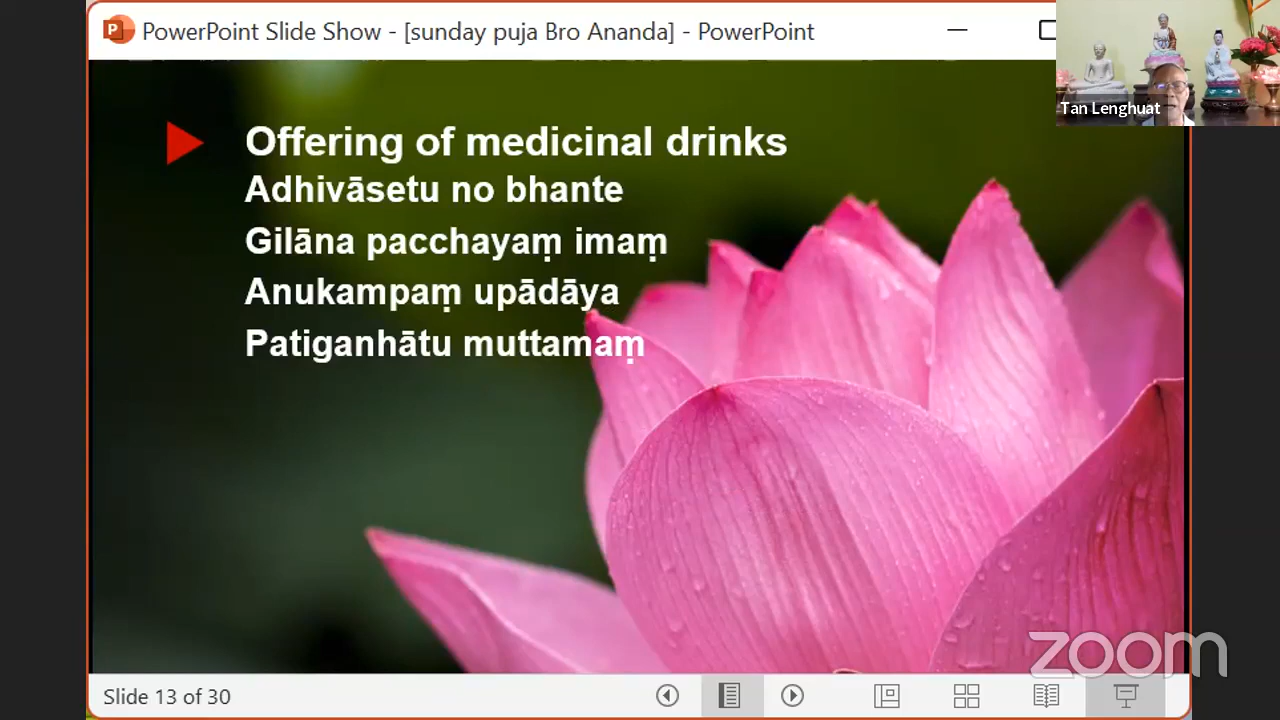 PowerPoint Slide Show - [sunday puja Bro Ananda] - PowerPoint
Tan Lenghuat
Offering of medicinal drinks
Adhivāsetu no bhante
Gilāna pacchayaṃ imaṃ
Anukampaṃ upādāya
Patiganhātu muttamaṃ
zoom
Slide 13 of 30